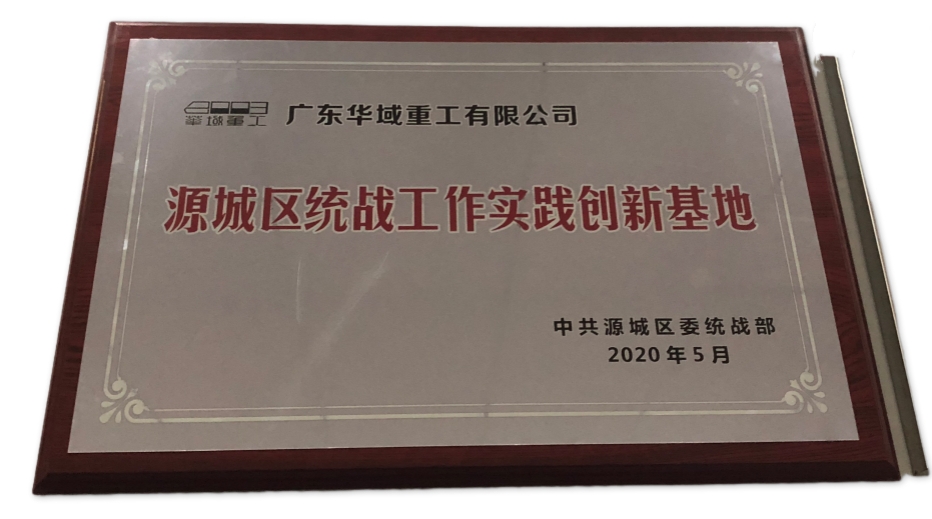 华域重工
广东华域重工有限公司
源城区统战工作实践创新基地
中共源城区委统战部
2020年5月